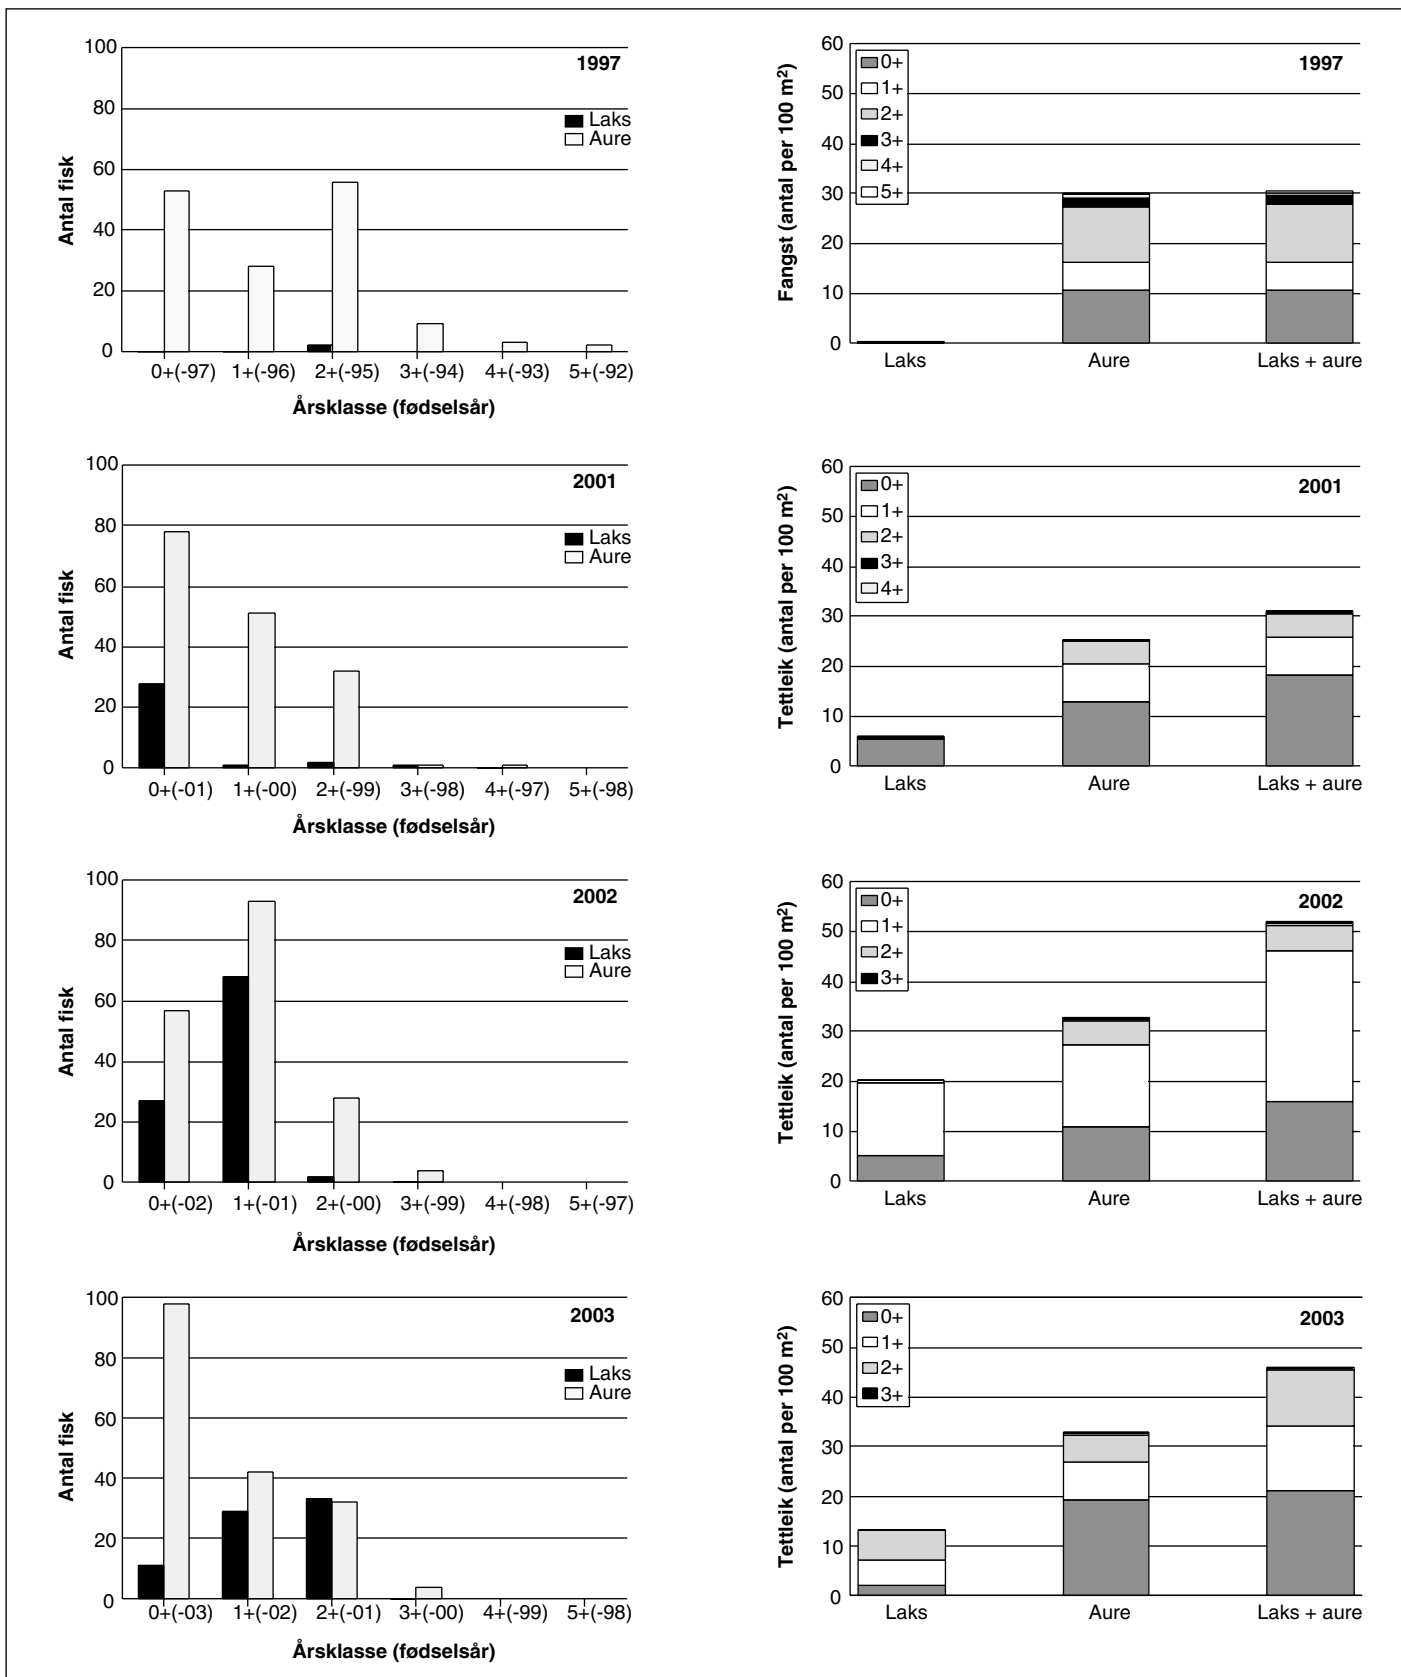 100
80
60
40
20
0
Antal fisk
1997
Laks
Aure
0+(-97) 1+(-96) 2+(-95) 3+(-94) 4+(-93) 5+(-92)
Årsklasse (fødselsår)
60
50
40
30
20
10
0
Fangst (antal per 100 m²)
0+
1+
2+
3+
4+
5+
1997
Laks Aure Laks + aure
100
80
60
40
20
0
Antal fisk
2001
Laks
Aure
0+(-01) 1+(-00) 2+(-99) 3+(-98) 4+(-97) 5+(-98)
Årsklasse (fødselsår)
60
50
40
30
20
10
0
Tettleik (antal per 100 m²)
0+
1+
2+
3+
4+
2001
Laks Aure Laks + aure
100
80
60
40
20
0
Antal fisk
2002
Laks
Aure
0+(-02) 1+(-01) 2+(-00) 3+(-99) 4+(-98) 5+(-97)
Årsklasse (fødselsår)
60
50
40
30
20
10
0
Tettleik (antal per 100 m²)
0+
1+
2+
3+
2002
Laks Aure Laks + aure
100
80
60
40
20
0
Antal fisk
2003
Laks
Aure
0+(-03) 1+(-02) 2+(-01) 3+(-00) 4+(-99) 5+(-98)
Årsklasse (fødselsår)
60
50
40
30
20
10
0
Tettleik (antal per 100 m²)
0+
1+
2+
3+
2003
Laks Aure Laks + aure